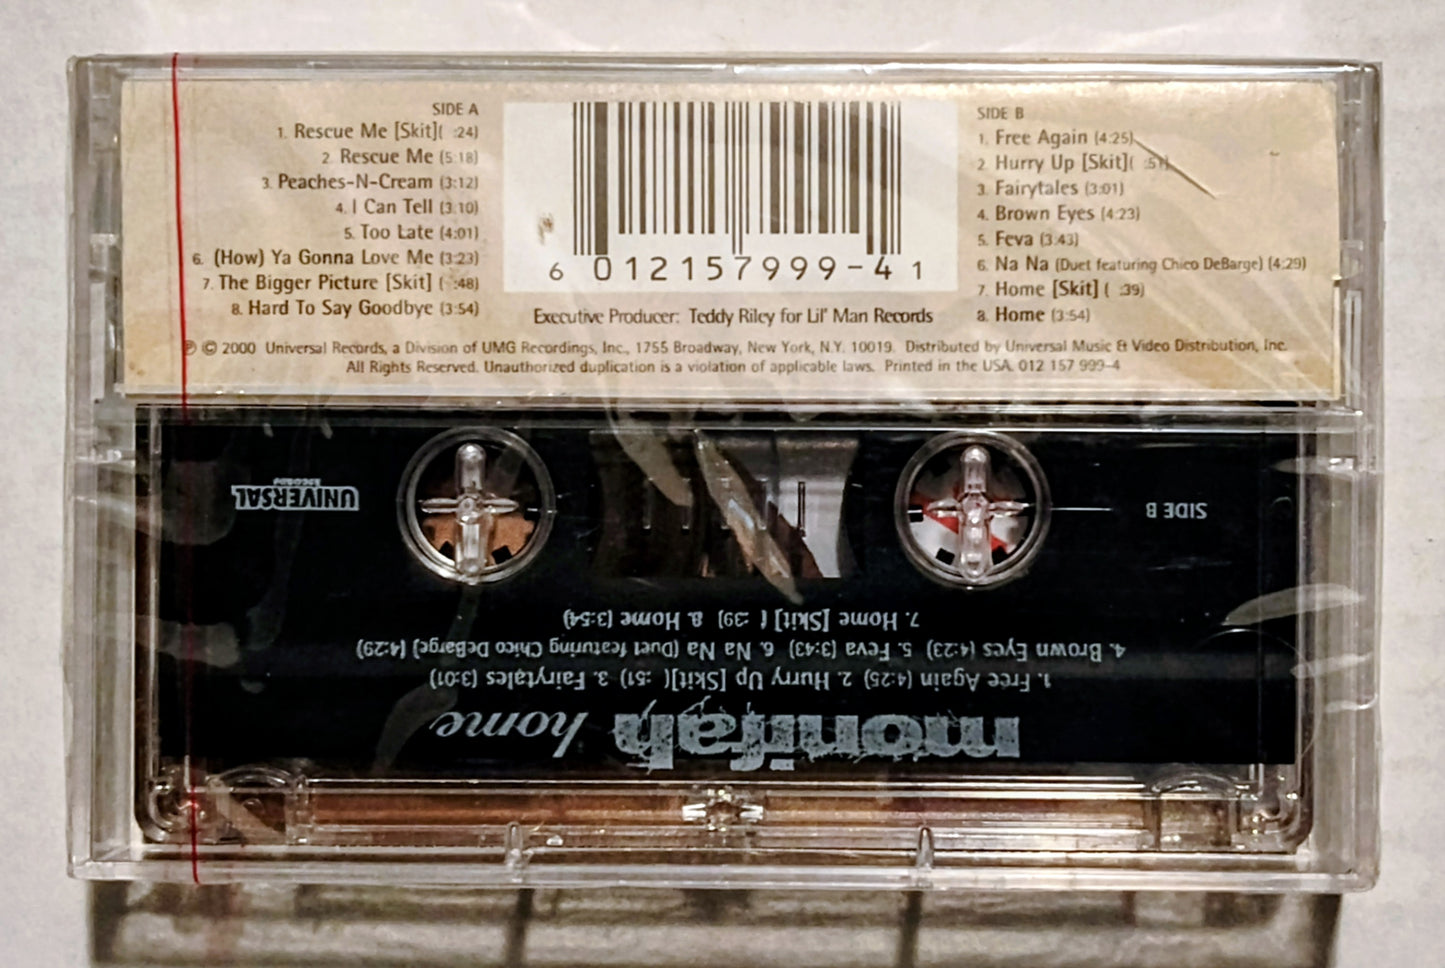 SIDE A
1. Rescue Me [Skit]( :24)
2. Rescue Me (5:18)
3. Peaches-N-Cream (3:12)
4. I Can Tell (3:10)
5. Too Late (4:01)
6. (How) Ya Gonna Love Me (3:23)
7. The Bigger Picture [Skit] ( :48)
8. Hard To Say Goodbye (3:54)
6 012157999-4 1
Executive Producer: Teddy Riley for Lil' Man Records
SIDE B
1. Free Again (4:25)
2. Hurry Up [Skit]( :51)
3. Fairytales (3:01)
4. Brown Eyes (4:23)
5. Feva (3:43)
6. Na Na (Duet featuring Chico DeBarge) (4:29)
7. Home [Skit] ( :39)
8. Home (3:54)
℗ © 2000 Universal Records, a Division of UMG Recordings, Inc., 1755 Broadway, New York, N.Y. 10019. Distributed by Universal Music & Video Distribution, Inc.
All Rights Reserved. Unauthorized duplication is a violation of applicable laws. Printed in the USA. 012 157 999-4
monifah home
1. Free Again (4:25) 2. Hurry Up [Skit]( :51) 3. Fairytales (3:01)
4. Brown Eyes (4:23) 5. Feva (3:43) 6. Na Na (Duet featuring Chico DeBarge) (4:29)
7. Home [Skit] ( :39) 8. Home (3:54)
SIDE B
UNIVERSAL
RECORDS